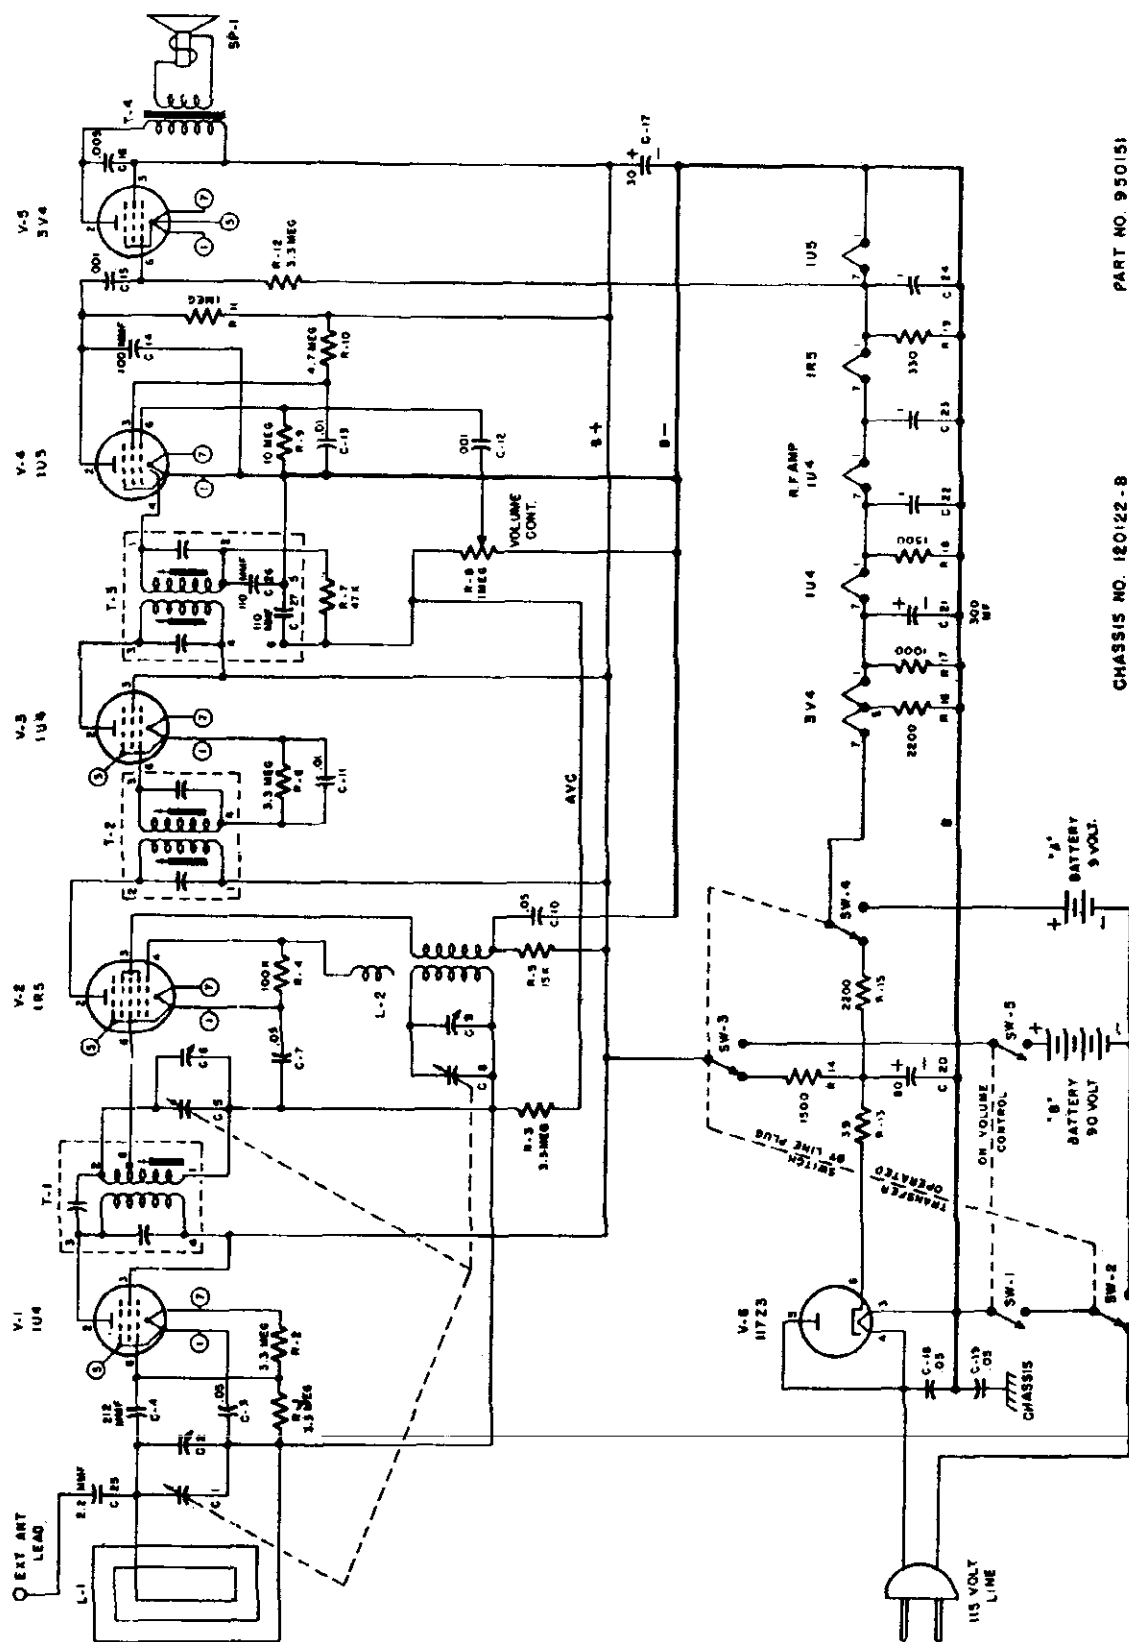 EXT ANT
LEAD
L-1
2.2 MMF
C-25
C-1
C-2
212
MMF
C-4
.05
C-3
3.3 MEG
R-2
R-1
3.3 MEG
V-1
1U4
T-1
C-5
C-6
V-2
1R5
.05
C-7
100K
R-4
L-2
C-8
C-9
R-3
3.3 MEG
R-5
15K
.05
C-10
T-2
V-3
1U4
3.3 MEG
R-6
.01
C-11
AVC
T-3
110
MMF
C-26
110
MMF
C-27
R-7
47K
R-8
1MEG
VOLUME
CONT.
V-4
1U5
10 MEG
R-9
.01
C-13
.001
C-12
100 MMF
C-14
4.7 MEG
R-10
1MEG
R-11
.001
C-15
R-12
3.3 MEG
V-5
3V4
.005
C-16
T-4
SP-1
B+
B-
30
+
C-17
-
115 VOLT
LINE
V-6
117Z3
C-18
.05
C-19
.05
CHASSIS
SW-1
SW-2
TRANSFER SWITCH
OPERATED BY LINE PLUG
39
R-13
1500
R-14
80
C-20
SW-3
2200
R-15
SW-4
ON VOLUME
CONTROL
SW-5
"B"
BATTERY
90 VOLT
"A"
BATTERY
9 VOLT.
B
3V4
2200
R-16
1000
R-17
C-21
300
MF
1U4
1500
R-18
R.F. AMP
1U4
C-22
C-23
1R5
330
R-19
C-24
1U5
CHASSIS NO. 120122-B
PART NO. 950151